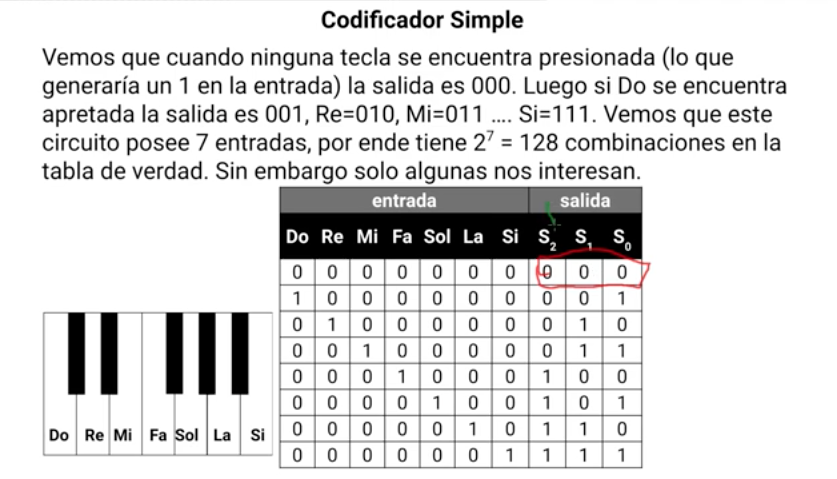 Codificador Simple
Vemos que cuando ninguna tecla se encuentra presionada (lo que
generaría un 1 en la entrada) la salida es 000. Luego si Do se encuentra
apretada la salida es 001, Re=010, Mi=011 .... Si=111. Vemos que este
circuito posee 7 entradas, por ende tiene 2⁷ = 128 combinaciones en la
tabla de verdad. Sin embargo solo algunas nos interesan.
entrada salida
Do Re Mi Fa Sol La Si S₂ S₁ S₀
0 0 0 0 0 0 0 0 0 0
1 0 0 0 0 0 0 0 0 1
0 1 0 0 0 0 0 0 1 0
0 0 1 0 0 0 0 0 1 1
0 0 0 1 0 0 0 1 0 0
0 0 0 0 1 0 0 1 0 1
0 0 0 0 0 1 0 1 1 0
0 0 0 0 0 0 1 1 1 1
Do Re Mi Fa Sol La Si